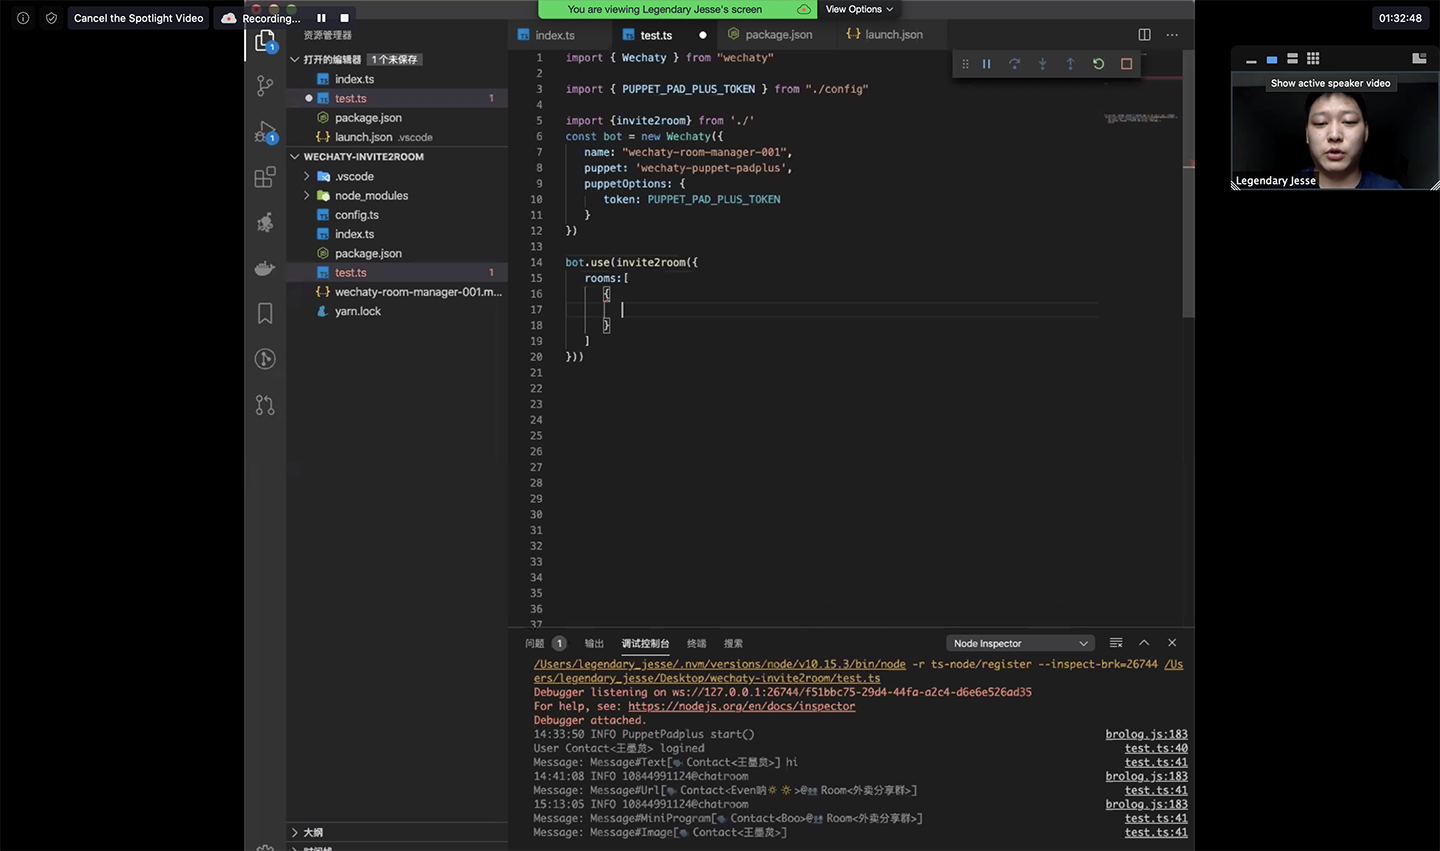 Cancel the Spotlight Video
Recording...
You are viewing Legendary Jesse's screen
View Options
01:32:48
资源管理器
打开的编辑器 1 个未保存
index.ts
test.ts 1
package.json
launch.json .vscode
WECHATY-INVITE2ROOM
.vscode
node_modules
config.ts
index.ts
package.json
test.ts 1
wechaty-room-manager-001.m...
yarn.lock
大纲
index.ts
test.ts
package.json
launch.json
1 import { Wechaty } from "wechaty"
2
3 import { PUPPET_PAD_PLUS_TOKEN } from "./config"
4
5 import {invite2room} from './'
6 const bot = new Wechaty({
7 name: "wechaty-room-manager-001",
8 puppet: 'wechaty-puppet-padplus',
9 puppetOptions: {
10 token: PUPPET_PAD_PLUS_TOKEN
11 }
12 })
13
14 bot.use(invite2room({
15 rooms:[
16 {
17
18 }
19 ]
20 }))
21
22
23
24
25
26
27
28
29
30
31
32
33
34
35
36
37
Show active speaker video
Legendary Jesse
问题 1 输出 调试控制台 终端 搜索
Node Inspector
/Users/legendary_jesse/.nvm/versions/node/v10.15.3/bin/node -r ts-node/register --inspect-brk=26744 /Us
ers/legendary_jesse/Desktop/wechaty-invite2room/test.ts
Debugger listening on ws://127.0.0.1:26744/f51bbc75-29d4-44fa-a2c4-d6e6e526ad35
For help, see: https://nodejs.org/en/docs/inspector
Debugger attached.
14:33:50 INFO PuppetPadplus start() brolog.js:183
User Contact<王墨贠> logined test.ts:40
Message: Message#Text[🗣 Contact<王墨贠>] hi test.ts:41
14:41:08 INFO 10844991124@chatroom brolog.js:183
Message: Message#Url[🗣 Contact<Even呐🔅🔅>@👥 Room<外卖分享群>] test.ts:41
15:13:05 INFO 10844991124@chatroom brolog.js:183
Message: Message#MiniProgram[🗣 Contact<Boo>@👥 Room<外卖分享群>] test.ts:41
Message: Message#Image[🗣 Contact<王墨贠>] test.ts:41